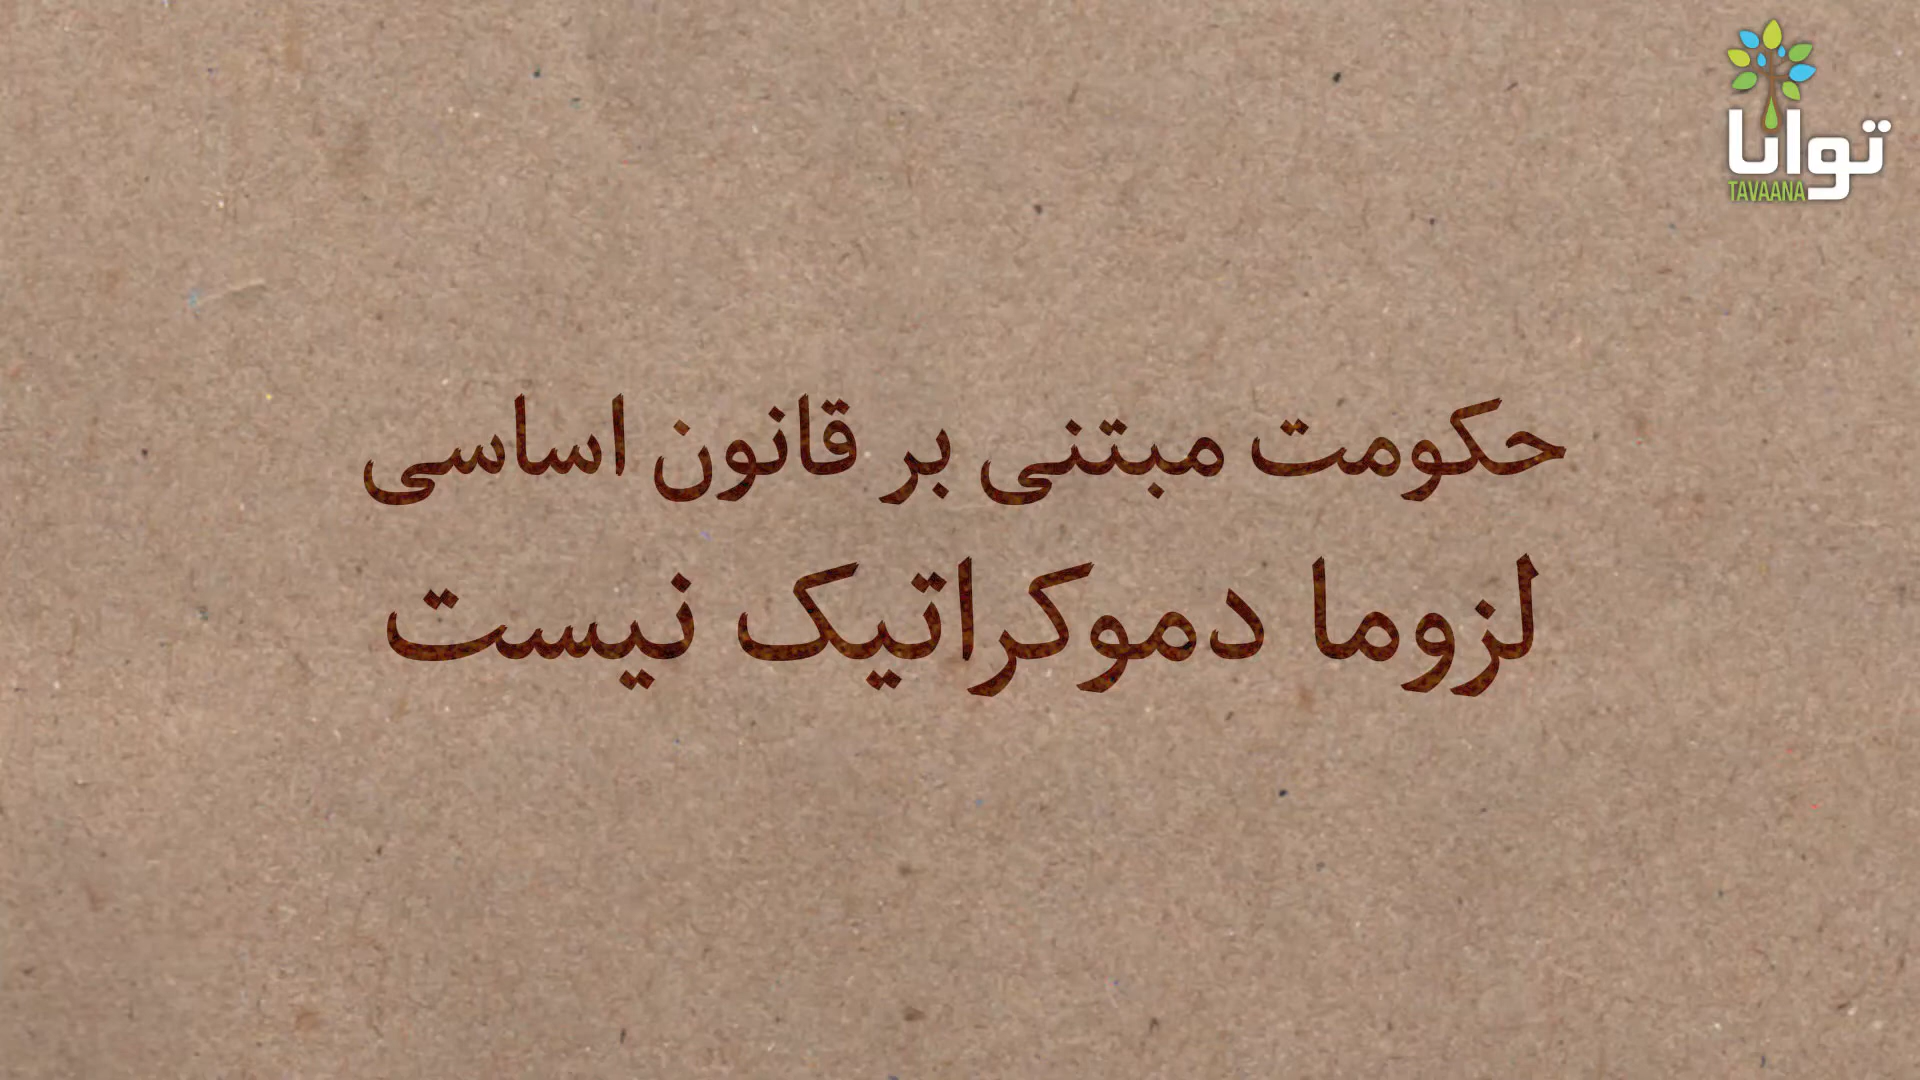 توانا
TAVAANA
حکومت مبتنی بر قانون اساسی
لزوما دموکراتیک نیست